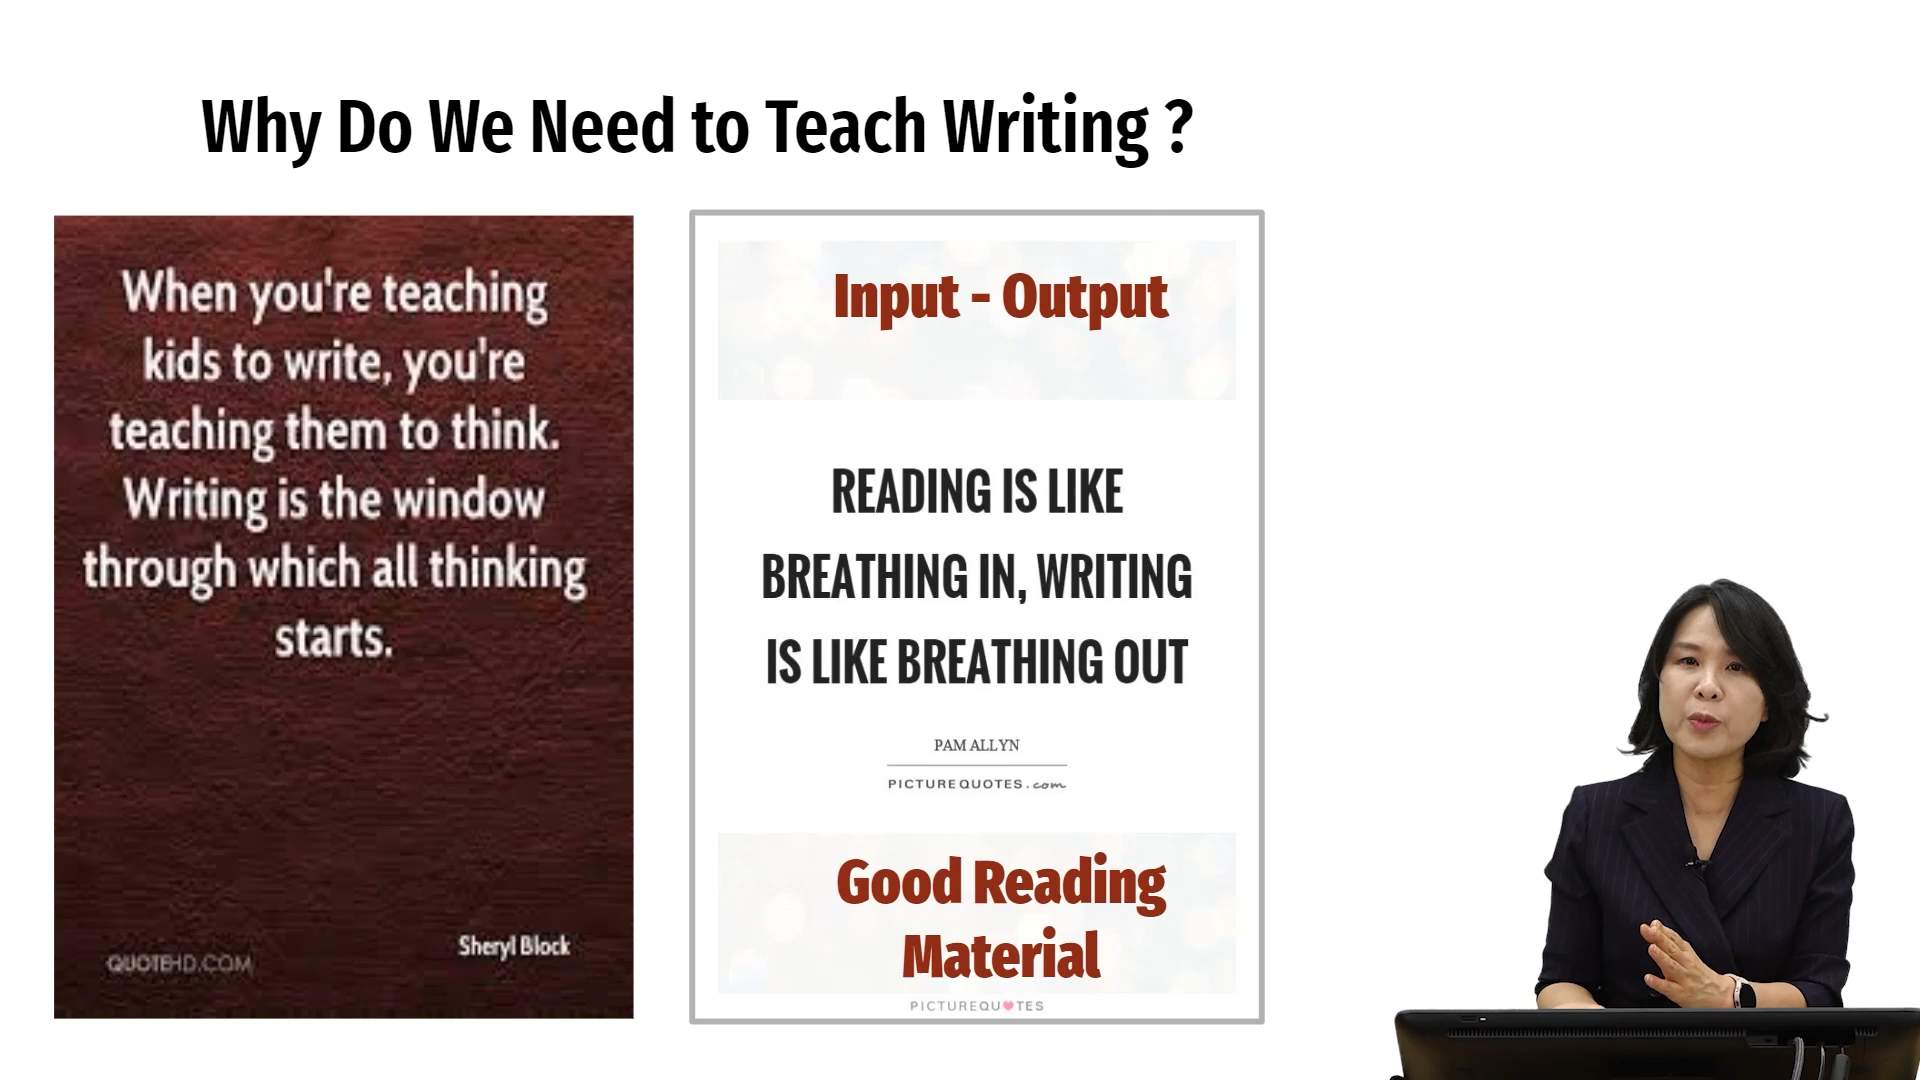 Why Do We Need to Teach Writing ?
When you're teaching
kids to write, you're
teaching them to think.
Writing is the window
through which all thinking
starts.
Sheryl Block
QUOTEHD.COM
Input - Output
READING IS LIKE
BREATHING IN, WRITING
IS LIKE BREATHING OUT
PAM ALLYN
PICTUREQUOTES.com
Good Reading
Material
PICTUREQU♥TES